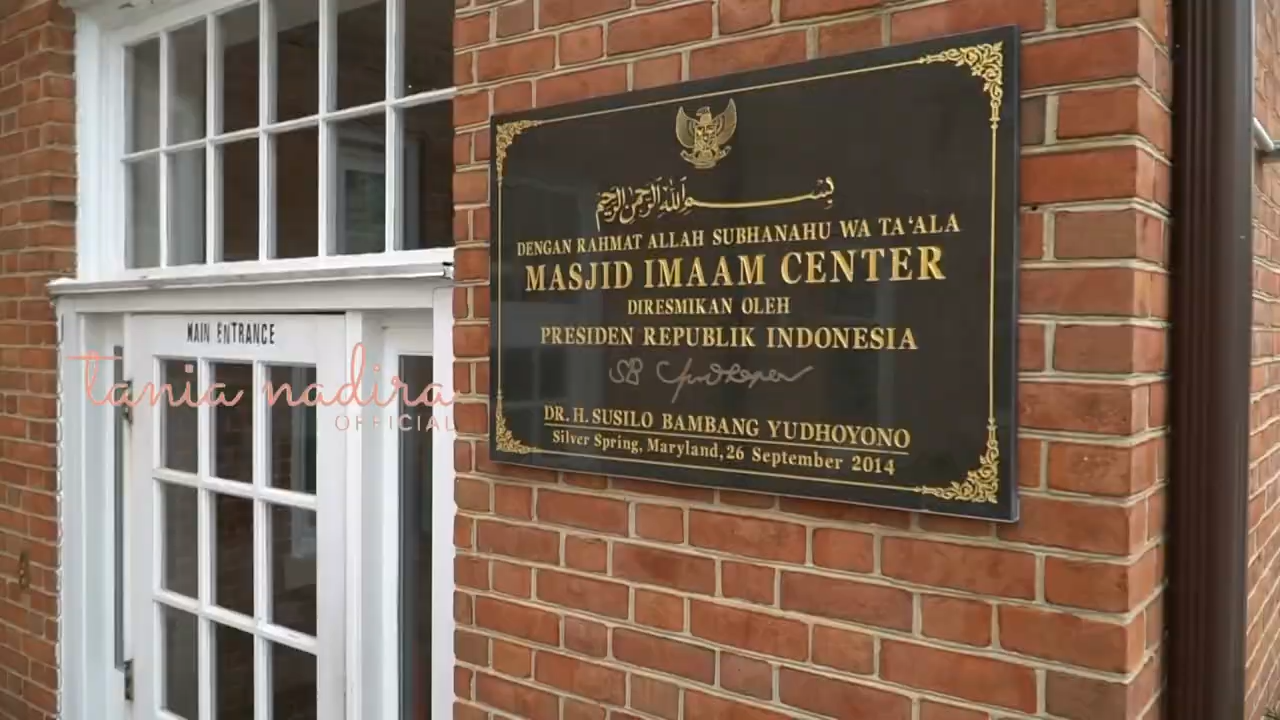 MAIN ENTRANCE
tania nadira
OFFICIAL
بسم الله الرحمن الرحيم
DENGAN RAHMAT ALLAH SUBHANAHU WA TA'ALA
MASJID IMAAM CENTER
DIRESMIKAN OLEH
PRESIDEN REPUBLIK INDONESIA
DR. H. SUSILO BAMBANG YUDHOYONO
Silver Spring, Maryland, 26 September 2014